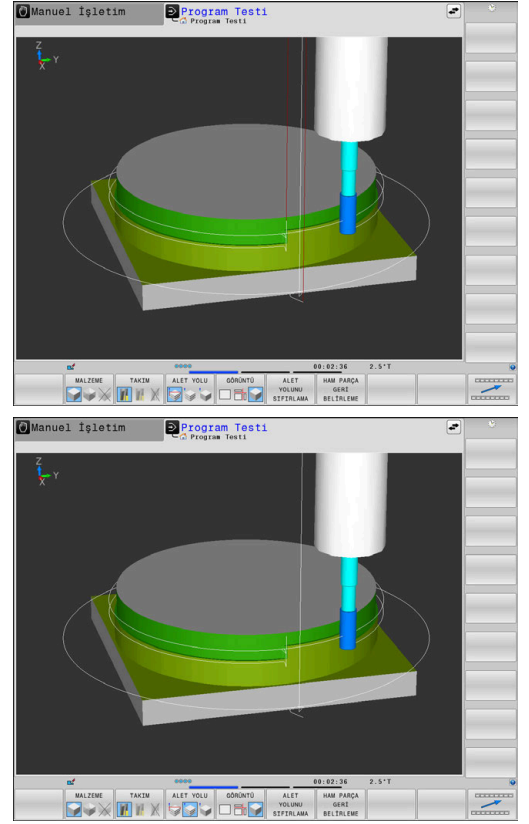 Manuel İşletim
Program Testi
Program Testi
Z
Y
X
00:02:36 2.5*T
MALZEME
TAKIM
ALET YOLU
GÖRÜNTÜ
ALET
YOLUNU
SIFIRLAMA
HAM PARÇA
GERİ
BELİRLEME
Manuel İşletim
Program Testi
Program Testi
Z
Y
X
00:02:36 2.5*T
MALZEME
TAKIM
ALET YOLU
GÖRÜNTÜ
ALET
YOLUNU
SIFIRLAMA
HAM PARÇA
GERİ
BELİRLEME